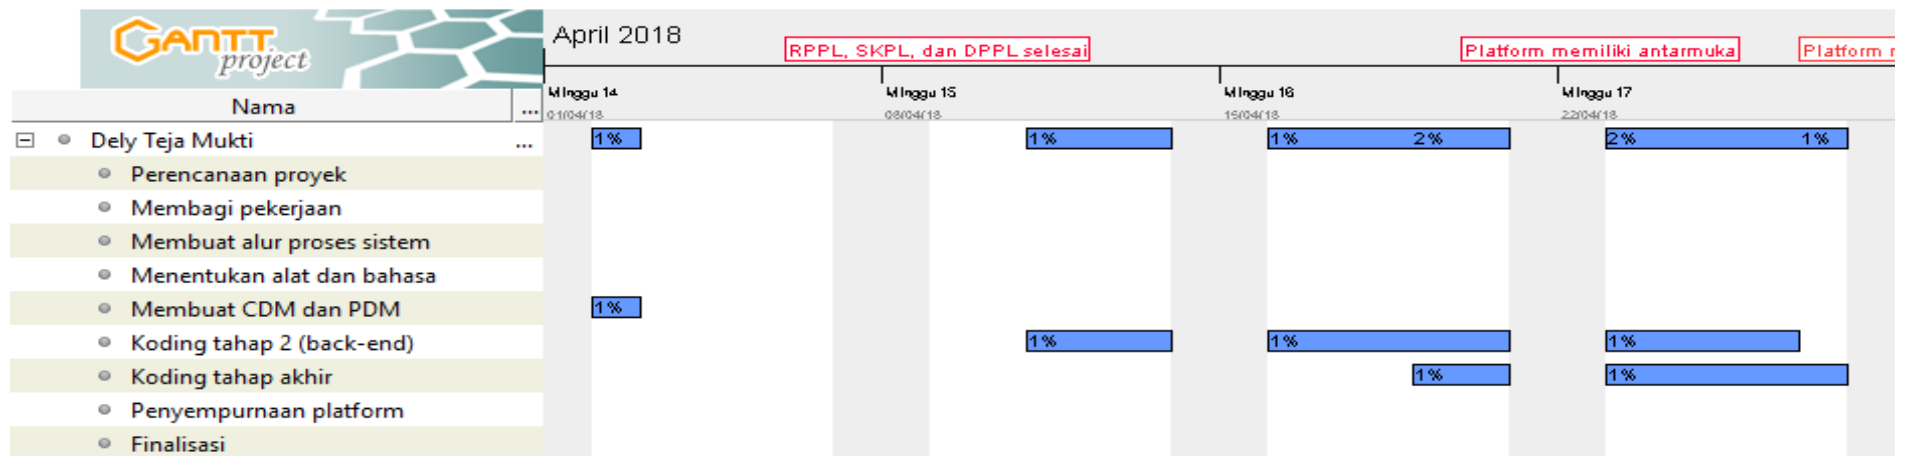 GANTT
project
April 2018
RPPL, SKPL, dan DPPL selesai
Platform memiliki antarmuka
Platform
Minggu 14
Minggu 15
Minggu 16
Minggu 17
Nama
...
01/04/18
08/04/18
15/04/18
22/04/18
Dely Teja Mukti
...
1%
1%
1%
2%
2%
1%
Perencanaan proyek
Membagi pekerjaan
Membuat alur proses sistem
Menentukan alat dan bahasa
Membuat CDM dan PDM
1%
Koding tahap 2 (back-end)
1%
1%
1%
Koding tahap akhir
1%
1%
Penyempurnaan platform
Finalisasi